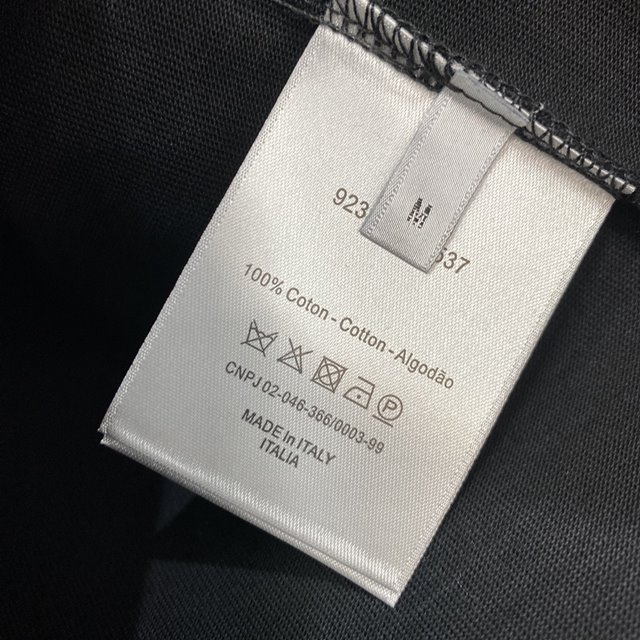 923 537
M
100% Coton - Cotton - Algodão
P
CNPJ 02-046-366/0003-99
MADE in ITALY
ITALIA